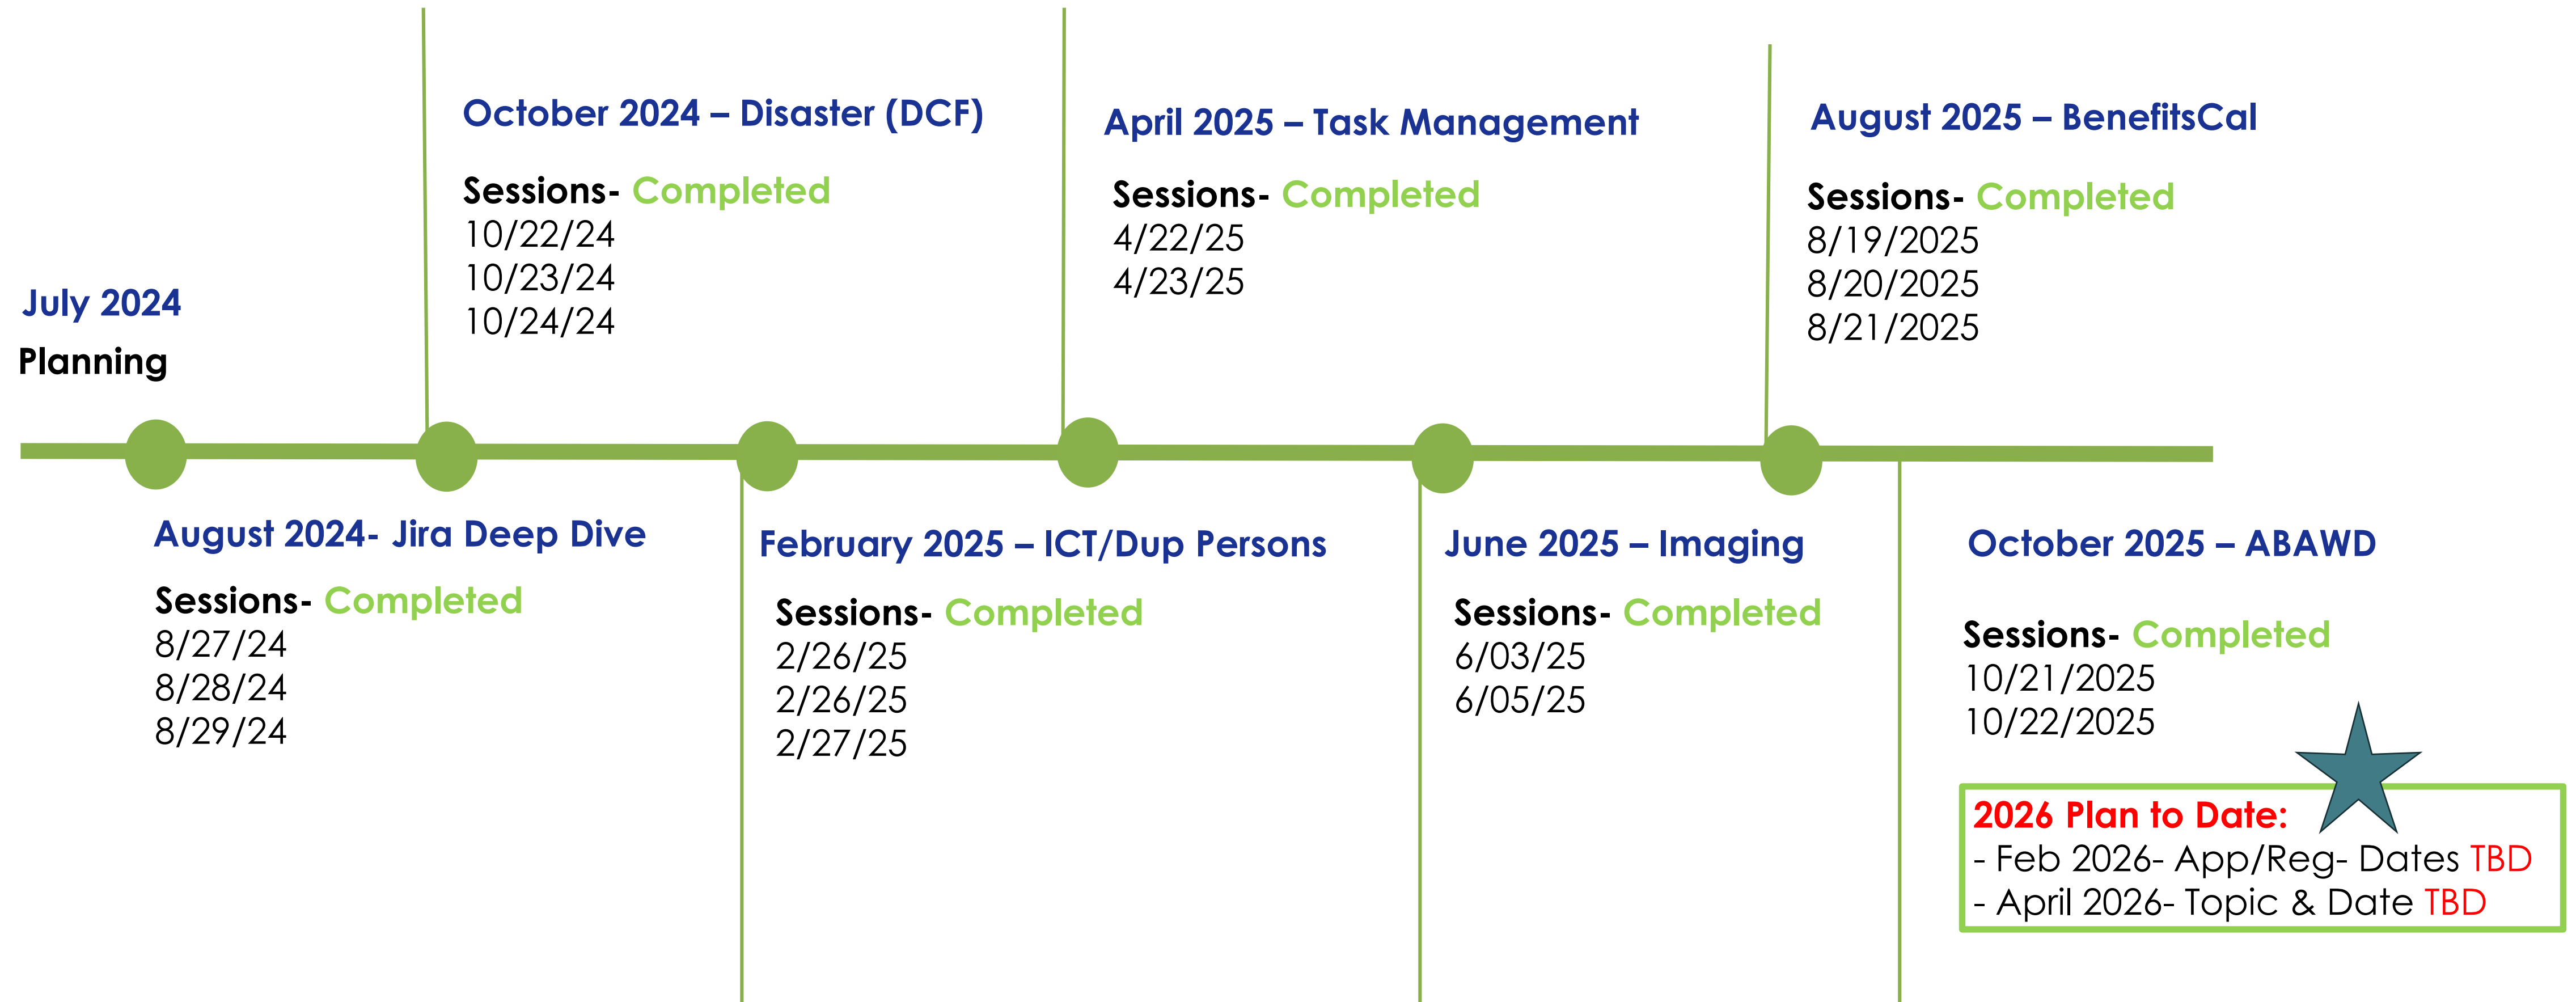 July 2024
Planning
August 2024- Jira Deep Dive
Sessions- Completed
8/27/24
8/28/24
8/29/24
October 2024 – Disaster (DCF)
Sessions- Completed
10/22/24
10/23/24
10/24/24
February 2025 – ICT/Dup Persons
Sessions- Completed
2/26/25
2/26/25
2/27/25
April 2025 – Task Management
Sessions- Completed
4/22/25
4/23/25
June 2025 – Imaging
Sessions- Completed
6/03/25
6/05/25
August 2025 – BenefitsCal
Sessions- Completed
8/19/2025
8/20/2025
8/21/2025
October 2025 – ABAWD
Sessions- Completed
10/21/2025
10/22/2025
2026 Plan to Date:
- Feb 2026- App/Reg- Dates TBD
- April 2026- Topic & Date TBD